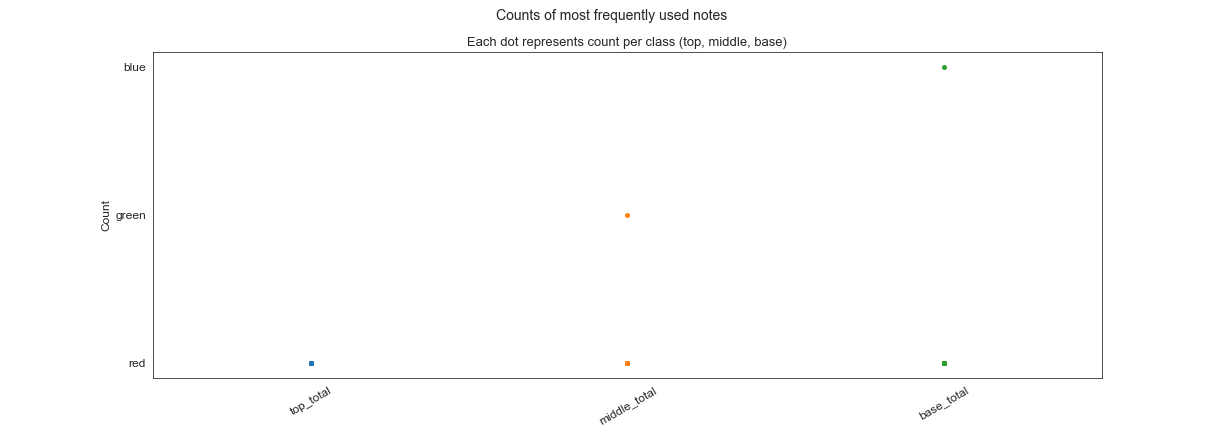 Counts of most frequently used notes
Each dot represents count per class (top, middle, base)
blue
green
red
Count
top_total
middle_total
base_total